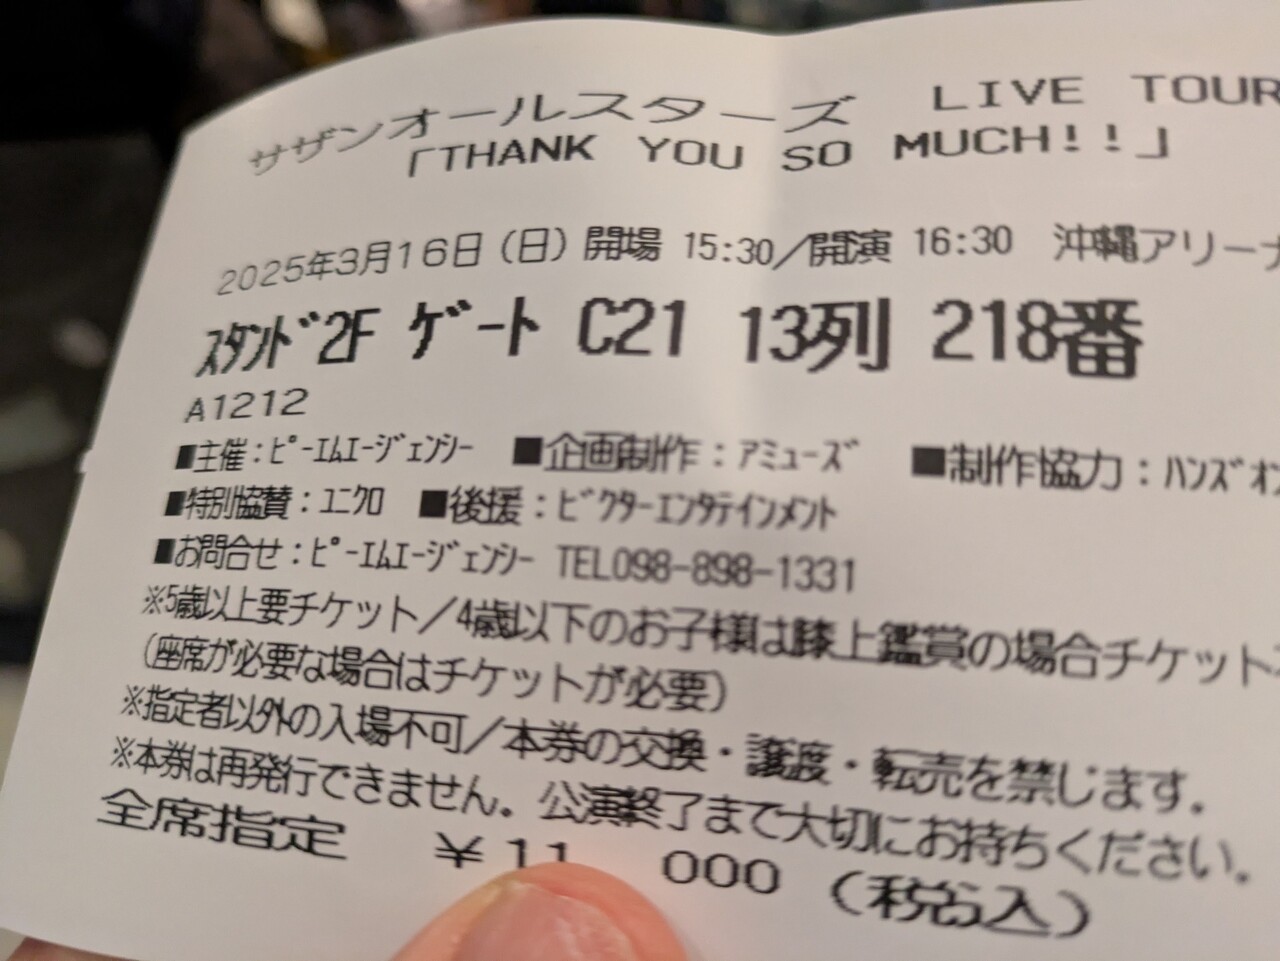 サザンオールスターズ LIVE TOUR
「THANK YOU SO MUCH!!」
2025年3月16日（日）開場 15:30／開演 16:30 沖縄アリーナ
ｽﾀﾝﾄﾞ2F ｹﾞｰﾄ C21 13列 218番
A1212
■主催：ﾋﾟｰｴﾑｴｰｼﾞｪﾝｼｰ ■企画制作：ｱﾐｭｰｽﾞ ■制作協力：ﾊﾝｽﾞｵﾝ
■特別協賛：ﾕﾆｸﾛ ■後援：ﾋﾞｸﾀｰｴﾝﾀﾃｲﾝﾒﾝﾄ
■お問合せ：ﾋﾟｰｴﾑｴｰｼﾞｪﾝｼｰ TEL098-898-1331
※5歳以上要チケット／4歳以下のお子様は膝上鑑賞の場合チケット
（座席が必要な場合はチケットが必要）
※指定者以外の入場不可／本券の交換・譲渡・転売を禁じます。
※本券は再発行できません。公演終了まで大切にお持ちください。
全席指定 ￥11 000（税込）